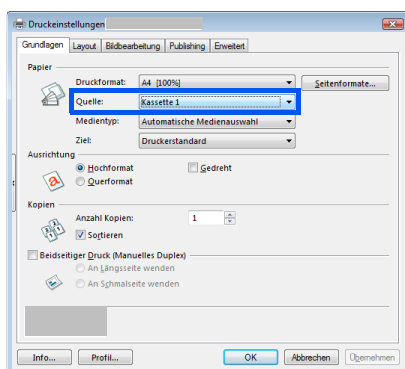 Druckeinstellungen
Grundlagen Layout Bildbearbeitung Publishing Erweitert
Papier
Druckformat: A4 [100%] Seitenformate...
Quelle: Kassette 1
Medientyp: Automatische Medienauswahl
Ziel: Druckerstandard
Ausrichtung
Hochformat Gedreht
Querformat
Kopien
Anzahl Kopien: 1
Sortieren
Beidseitiger Druck (Manuelles Duplex)
An Längsseite wenden
An Schmalseite wenden
Info... Profil... OK Abbrechen Übernehmen